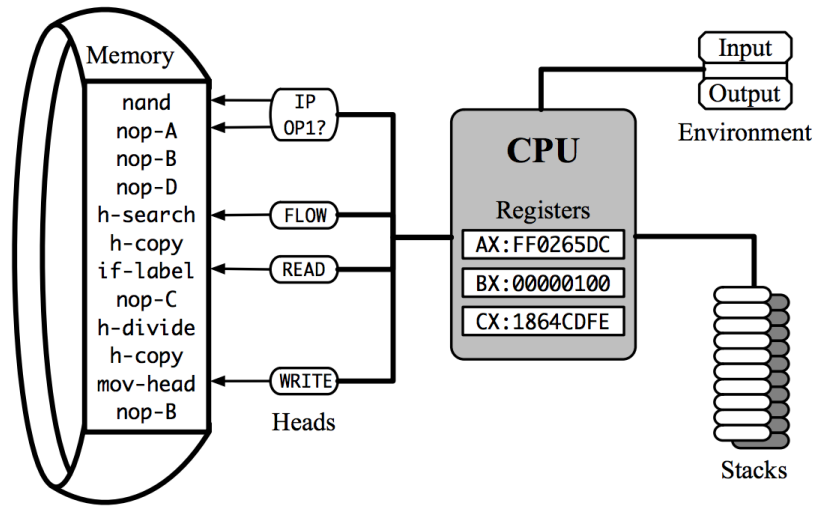 Memory
nand
nop-A
nop-B
nop-D
h-search
h-copy
if-label
nop-C
h-divide
h-copy
mov-head
nop-B
IP
OP1?
FLOW
READ
WRITE
Heads
CPU
Registers
AX:FF0265DC
BX:00000100
CX:1864CDFE
Input
Output
Environment
Stacks